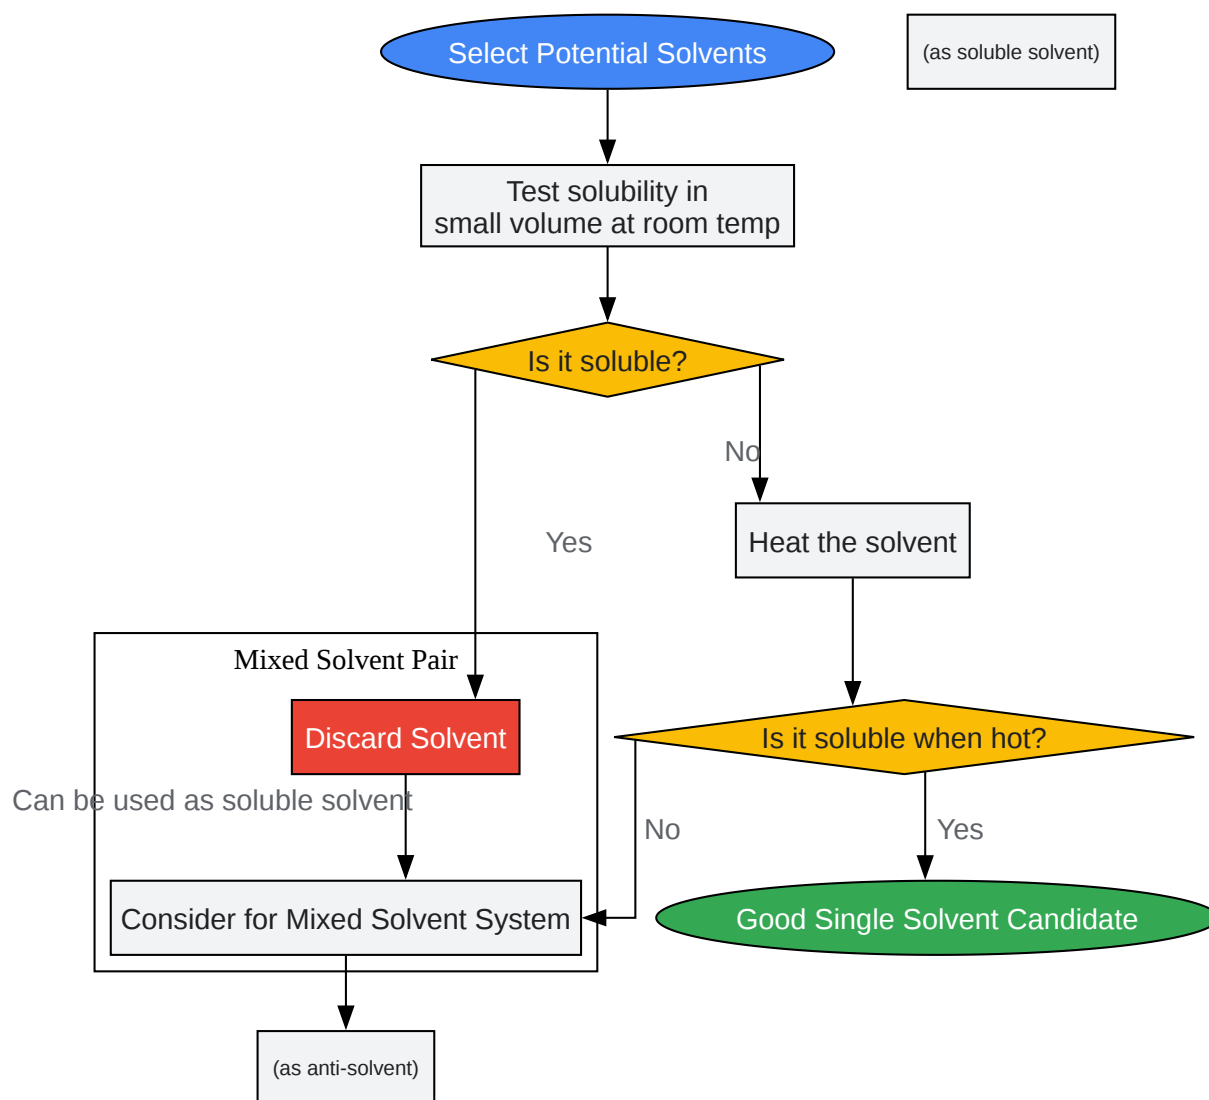 Select Potential Solvents
(as soluble solvent)
Test solubility in
small volume at room temp
Is it soluble?
No
Yes
Heat the solvent
Mixed Solvent Pair
Discard Solvent
Is it soluble when hot?
Can be used as soluble solvent
No
Yes
Consider for Mixed Solvent System
Good Single Solvent Candidate
(as anti-solvent)